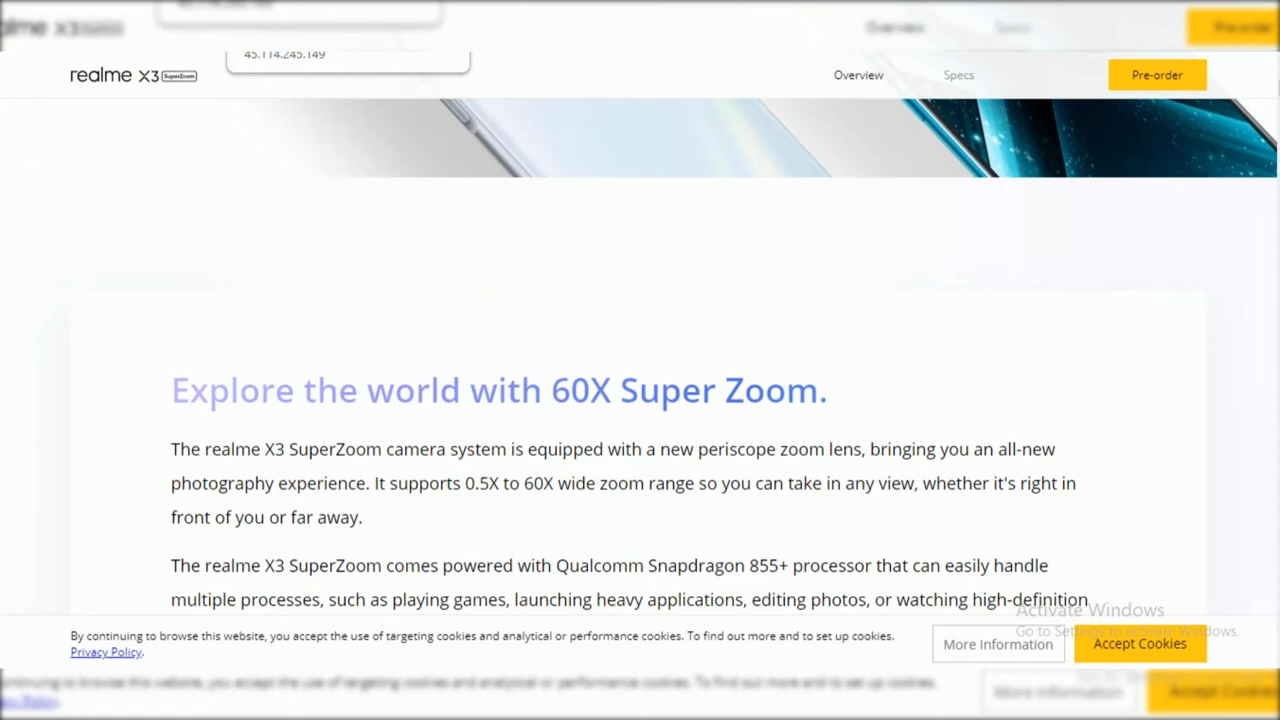 Overview
45.114.245.149
realme X3 SuperZoom
Overview
Specs
Pre-order
Explore the world with 60X Super Zoom.
The realme X3 SuperZoom camera system is equipped with a new periscope zoom lens, bringing you an all-new
photography experience. It supports 0.5X to 60X wide zoom range so you can take in any view, whether it's right in
front of you or far away.
The realme X3 SuperZoom comes powered with Qualcomm Snapdragon 855+ processor that can easily handle
multiple processes, such as playing games, launching heavy applications, editing photos, or watching high-definition
Activate Windows
Go to Settings to activate Windows.
By continuing to browse this website, you accept the use of targeting cookies and analytical or performance cookies. To find out more and to set up cookies.
Privacy Policy.
More Information
Accept Cookies